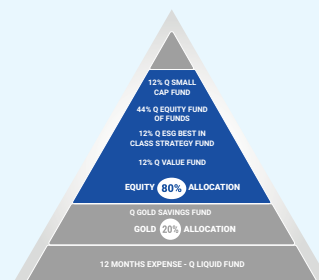 12% Q SMALL
CAP FUND
44% Q EQUITY FUND
OF FUNDS
12% Q ESG BEST IN
CLASS STRATEGY FUND
12% Q VALUE FUND
EQUITY 80% ALLOCATION
Q GOLD SAVINGS FUND
GOLD 20% ALLOCATION
12 MONTHS EXPENSE - Q LIQUID FUND